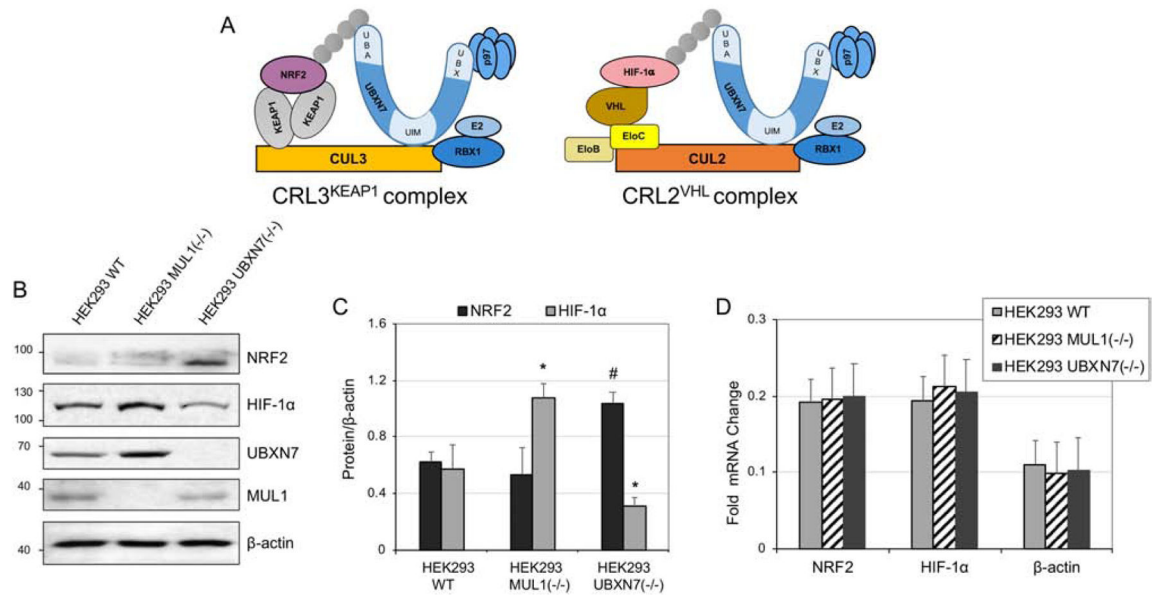 A
NRF2
KEAP1
KEAP1
UBA
UBXN7
UIM
UBX
p97
E2
RBX1
CUL3
CRL3KEAP1 complex
HIF-1α
VHL
EloC
EloB
UBA
UBXN7
UIM
UBX
p97
E2
RBX1
CUL2
CRL2VHL complex
B
HEK293 WT
HEK293 MUL1(-/-)
HEK293 UBXN7(-/-)
100
NRF2
130
100
HIF-1α
70
UBXN7
40
MUL1
40
β-actin
C
NRF2
HIF-1α
Protein/β-actin
1.6
1.2
0.8
0.4
0
*
#
*
HEK293
WT
HEK293
MUL1(-/-)
HEK293
UBXN7(-/-)
D
HEK293 WT
HEK293 MUL1(-/-)
HEK293 UBXN7(-/-)
Fold mRNA Change
0.3
0.2
0.1
0
NRF2
HIF-1α
β-actin